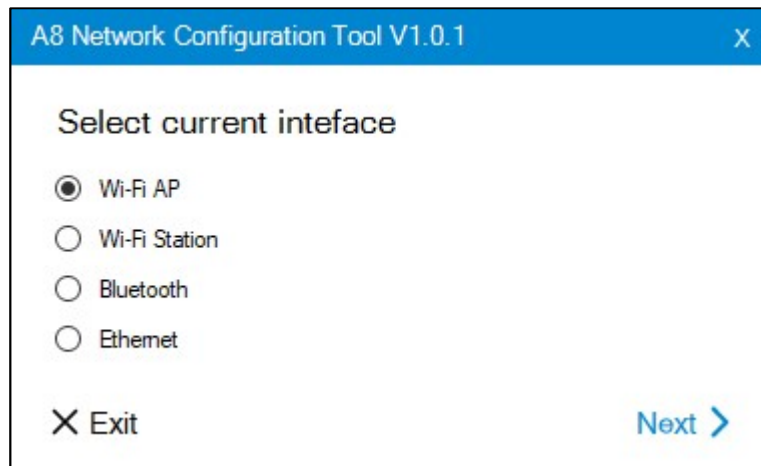 A8 Network Configuration Tool V1.0.1 X
Select current inteface
Wi-Fi AP
Wi-Fi Station
Bluetooth
Ethernet
Exit Next